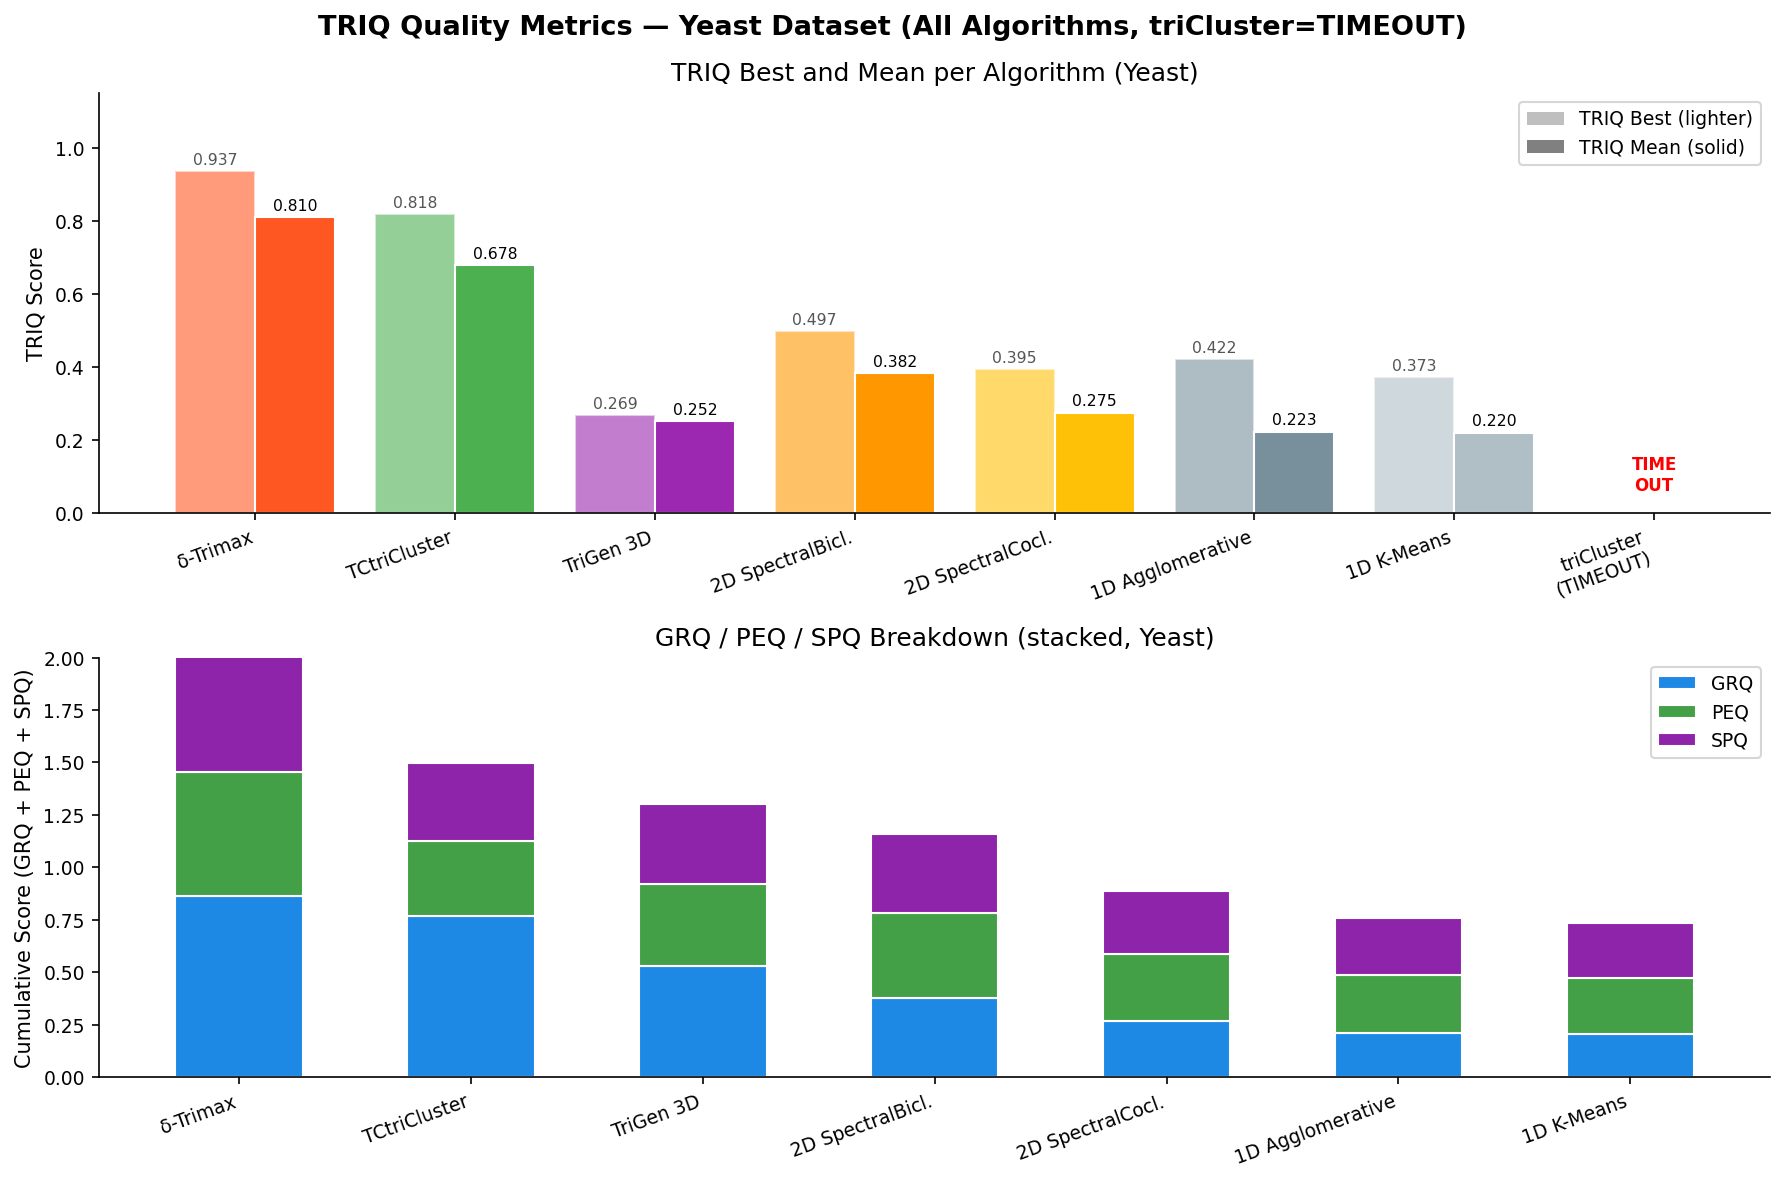 TRIQ Quality Metrics — Yeast Dataset (All Algorithms, triCluster=TIMEOUT)
TRIQ Best and Mean per Algorithm (Yeast)
TRIQ Score
1.0
0.8
0.6
0.4
0.2
0.0
0.937
0.810
0.818
0.678
0.269
0.252
0.497
0.382
0.395
0.275
0.422
0.223
0.373
0.220
TIME
OUT
TRIQ Best (lighter)
TRIQ Mean (solid)
δ-Trimax
TCtriCluster
TriGen 3D
2D SpectralBicl.
2D SpectralCocl.
1D Agglomerative
1D K-Means
triCluster
(TIMEOUT)
GRQ / PEQ / SPQ Breakdown (stacked, Yeast)
Cumulative Score (GRQ + PEQ + SPQ)
2.00
1.75
1.50
1.25
1.00
0.75
0.50
0.25
0.00
GRQ
PEQ
SPQ
δ-Trimax
TCtriCluster
TriGen 3D
2D SpectralBicl.
2D SpectralCocl.
1D Agglomerative
1D K-Means